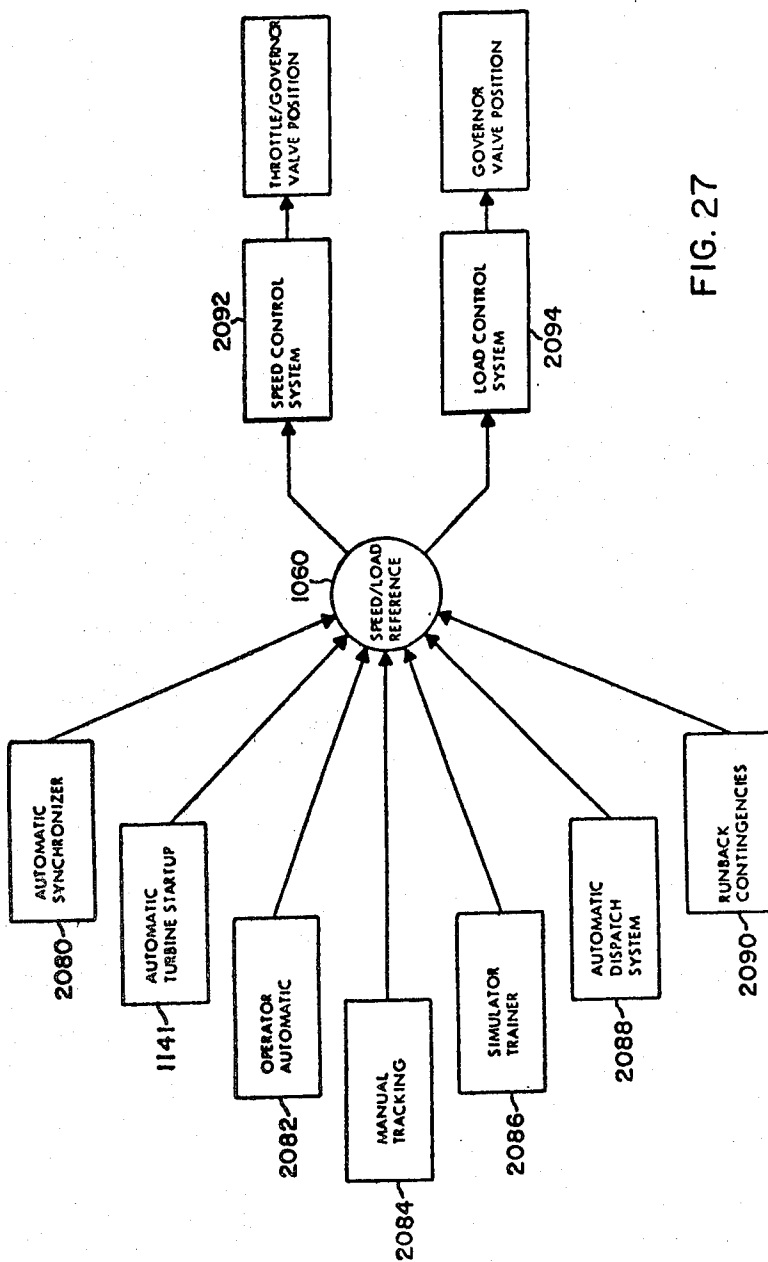 AUTOMATIC
SYNCHRONIZER
2080
AUTOMATIC
TURBINE STARTUP
1141
OPERATOR
AUTOMATIC
2082
MANUAL
TRACKING
2084
SIMULATOR
TRAINER
2086
AUTOMATIC
DISPATCH
SYSTEM
2088
RUNBACK
CONTINGENCIES
2090
1060
SPEED/LOAD
REFERENCE
2092
SPEED CONTROL
SYSTEM
THROTTLE/GOVERNOR
VALVE POSITION
LOAD CONTROL
SYSTEM
2094
GOVERNOR
VALVE POSITION
FIG. 27